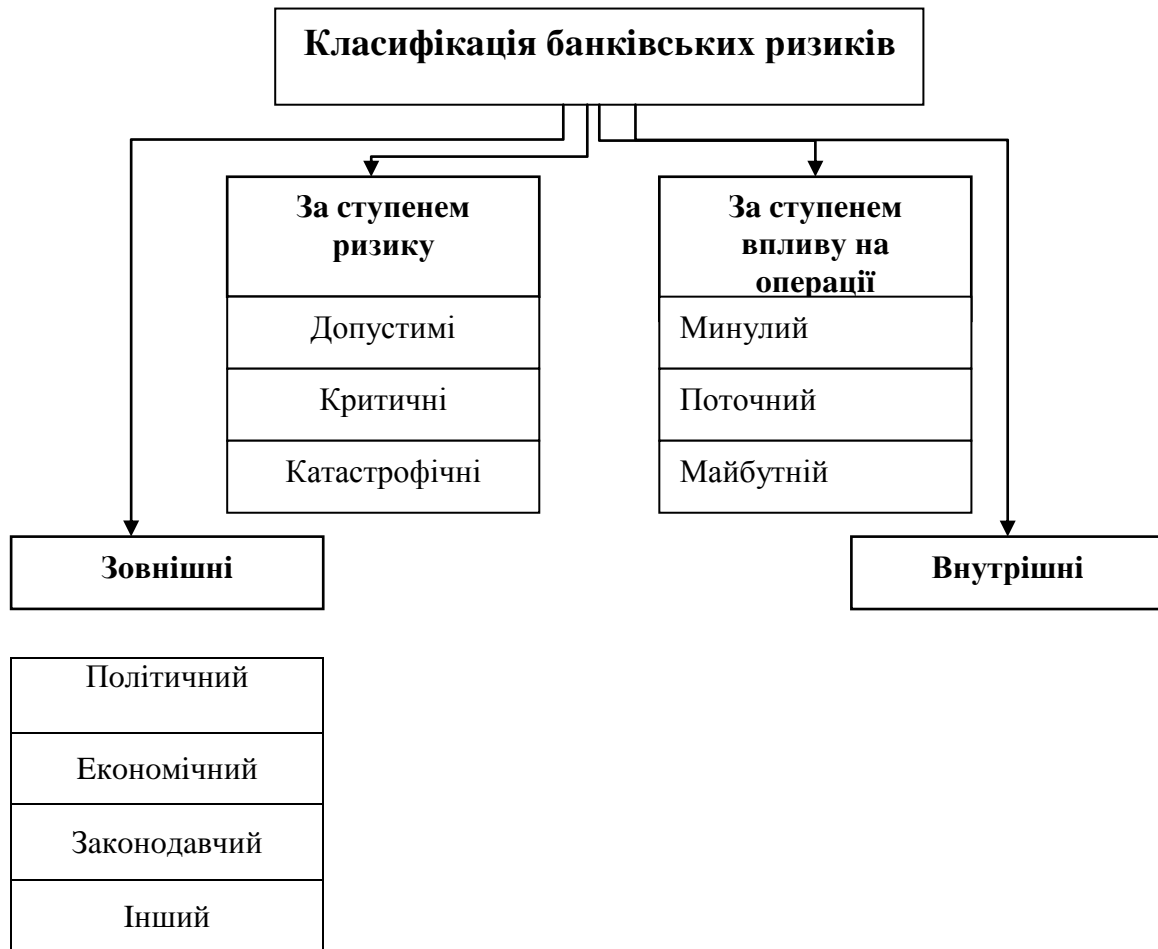 Класифікація банківських ризиків
За ступенем
ризику
Допустимі
Критичні
Катастрофічні
За ступенем
впливу на
операції
Минулий
Поточний
Майбутній
Зовнішні
Внутрішні
Політичний
Економічний
Законодавчий
Інший